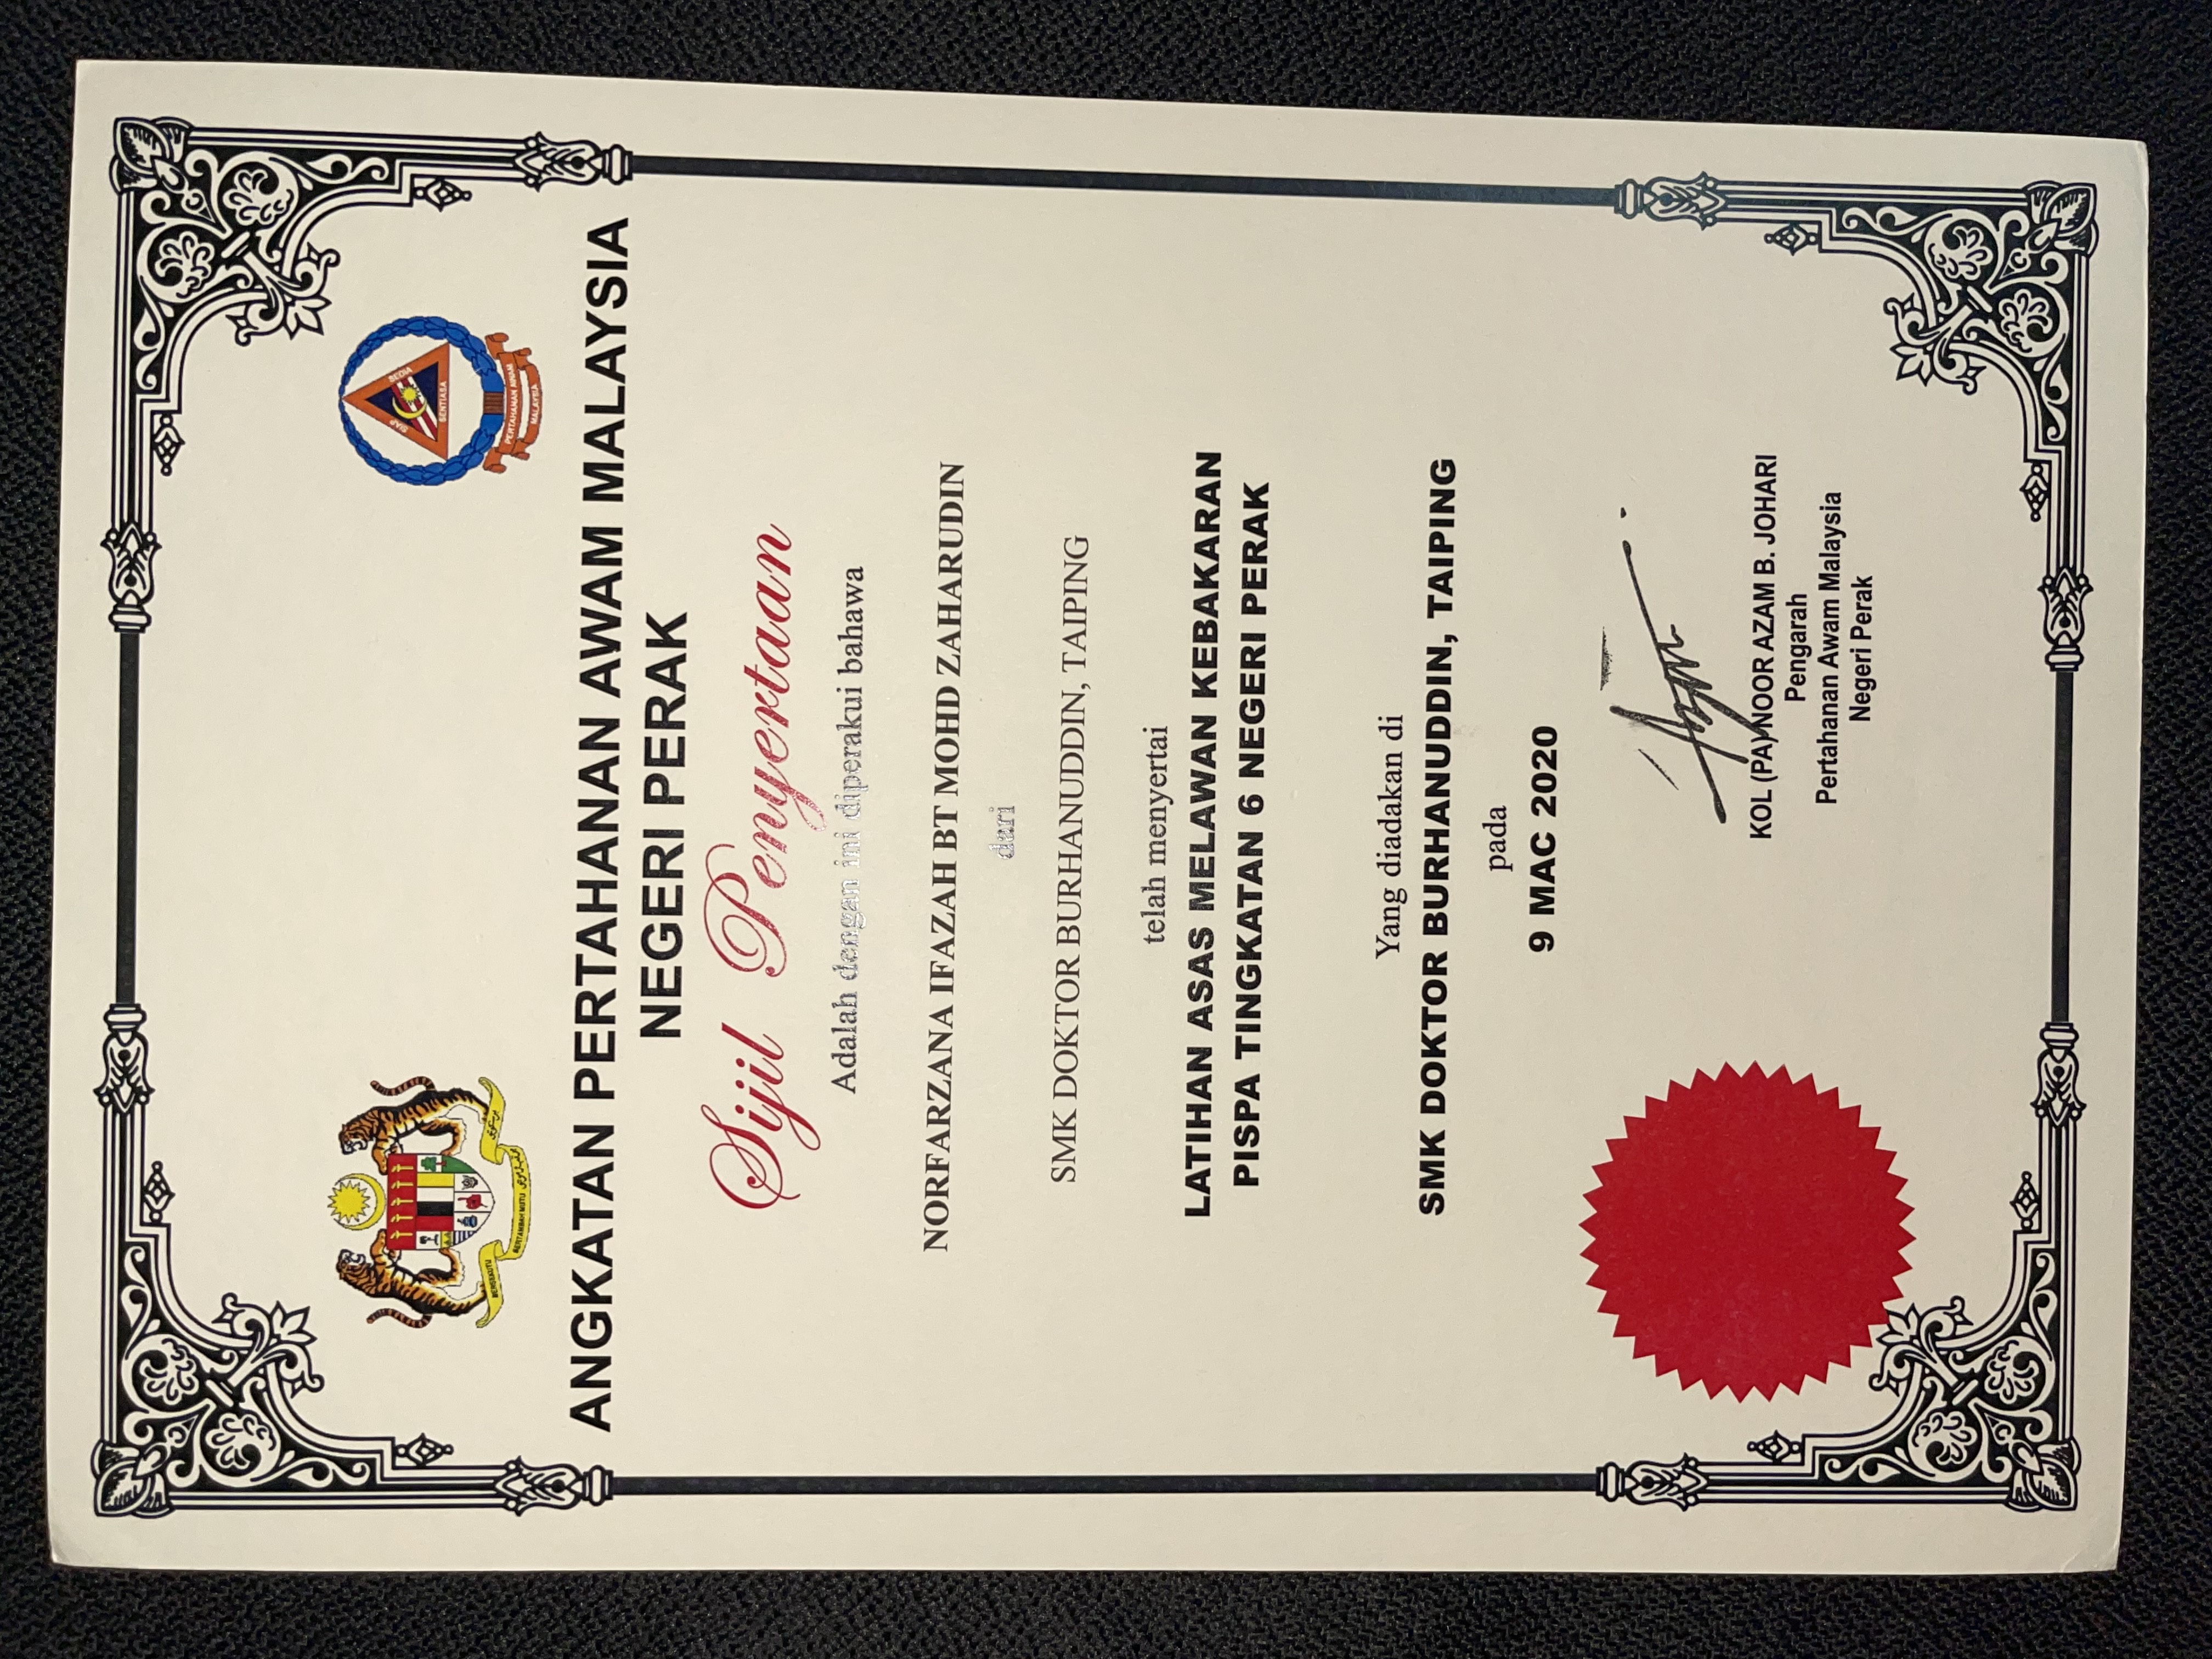 BERSEKUTU
BERTAMBAH MUTU
SIAP
SEDIA
SENTIASA
PERTAHANAN AWAM
MALAYSIA
ANGKATAN PERTAHANAN AWAM MALAYSIA
NEGERI PERAK
Sijil Penyertaan
Adalah dengan ini diperakui bahawa
NORFARZANA IFAZAH BT MOHD ZAHARUDIN
dari
SMK DOKTOR BURHANUDDIN, TAIPING
telah menyertai
LATIHAN ASAS MELAWAN KEBAKARAN
PISPA TINGKATAN 6 NEGERI PERAK
Yang diadakan di
SMK DOKTOR BURHANUDDIN, TAIPING
pada
9 MAC 2020
KOL (PA) NOOR AZAM B. JOHARI
Pengarah
Pertahanan Awam Malaysia
Negeri Perak